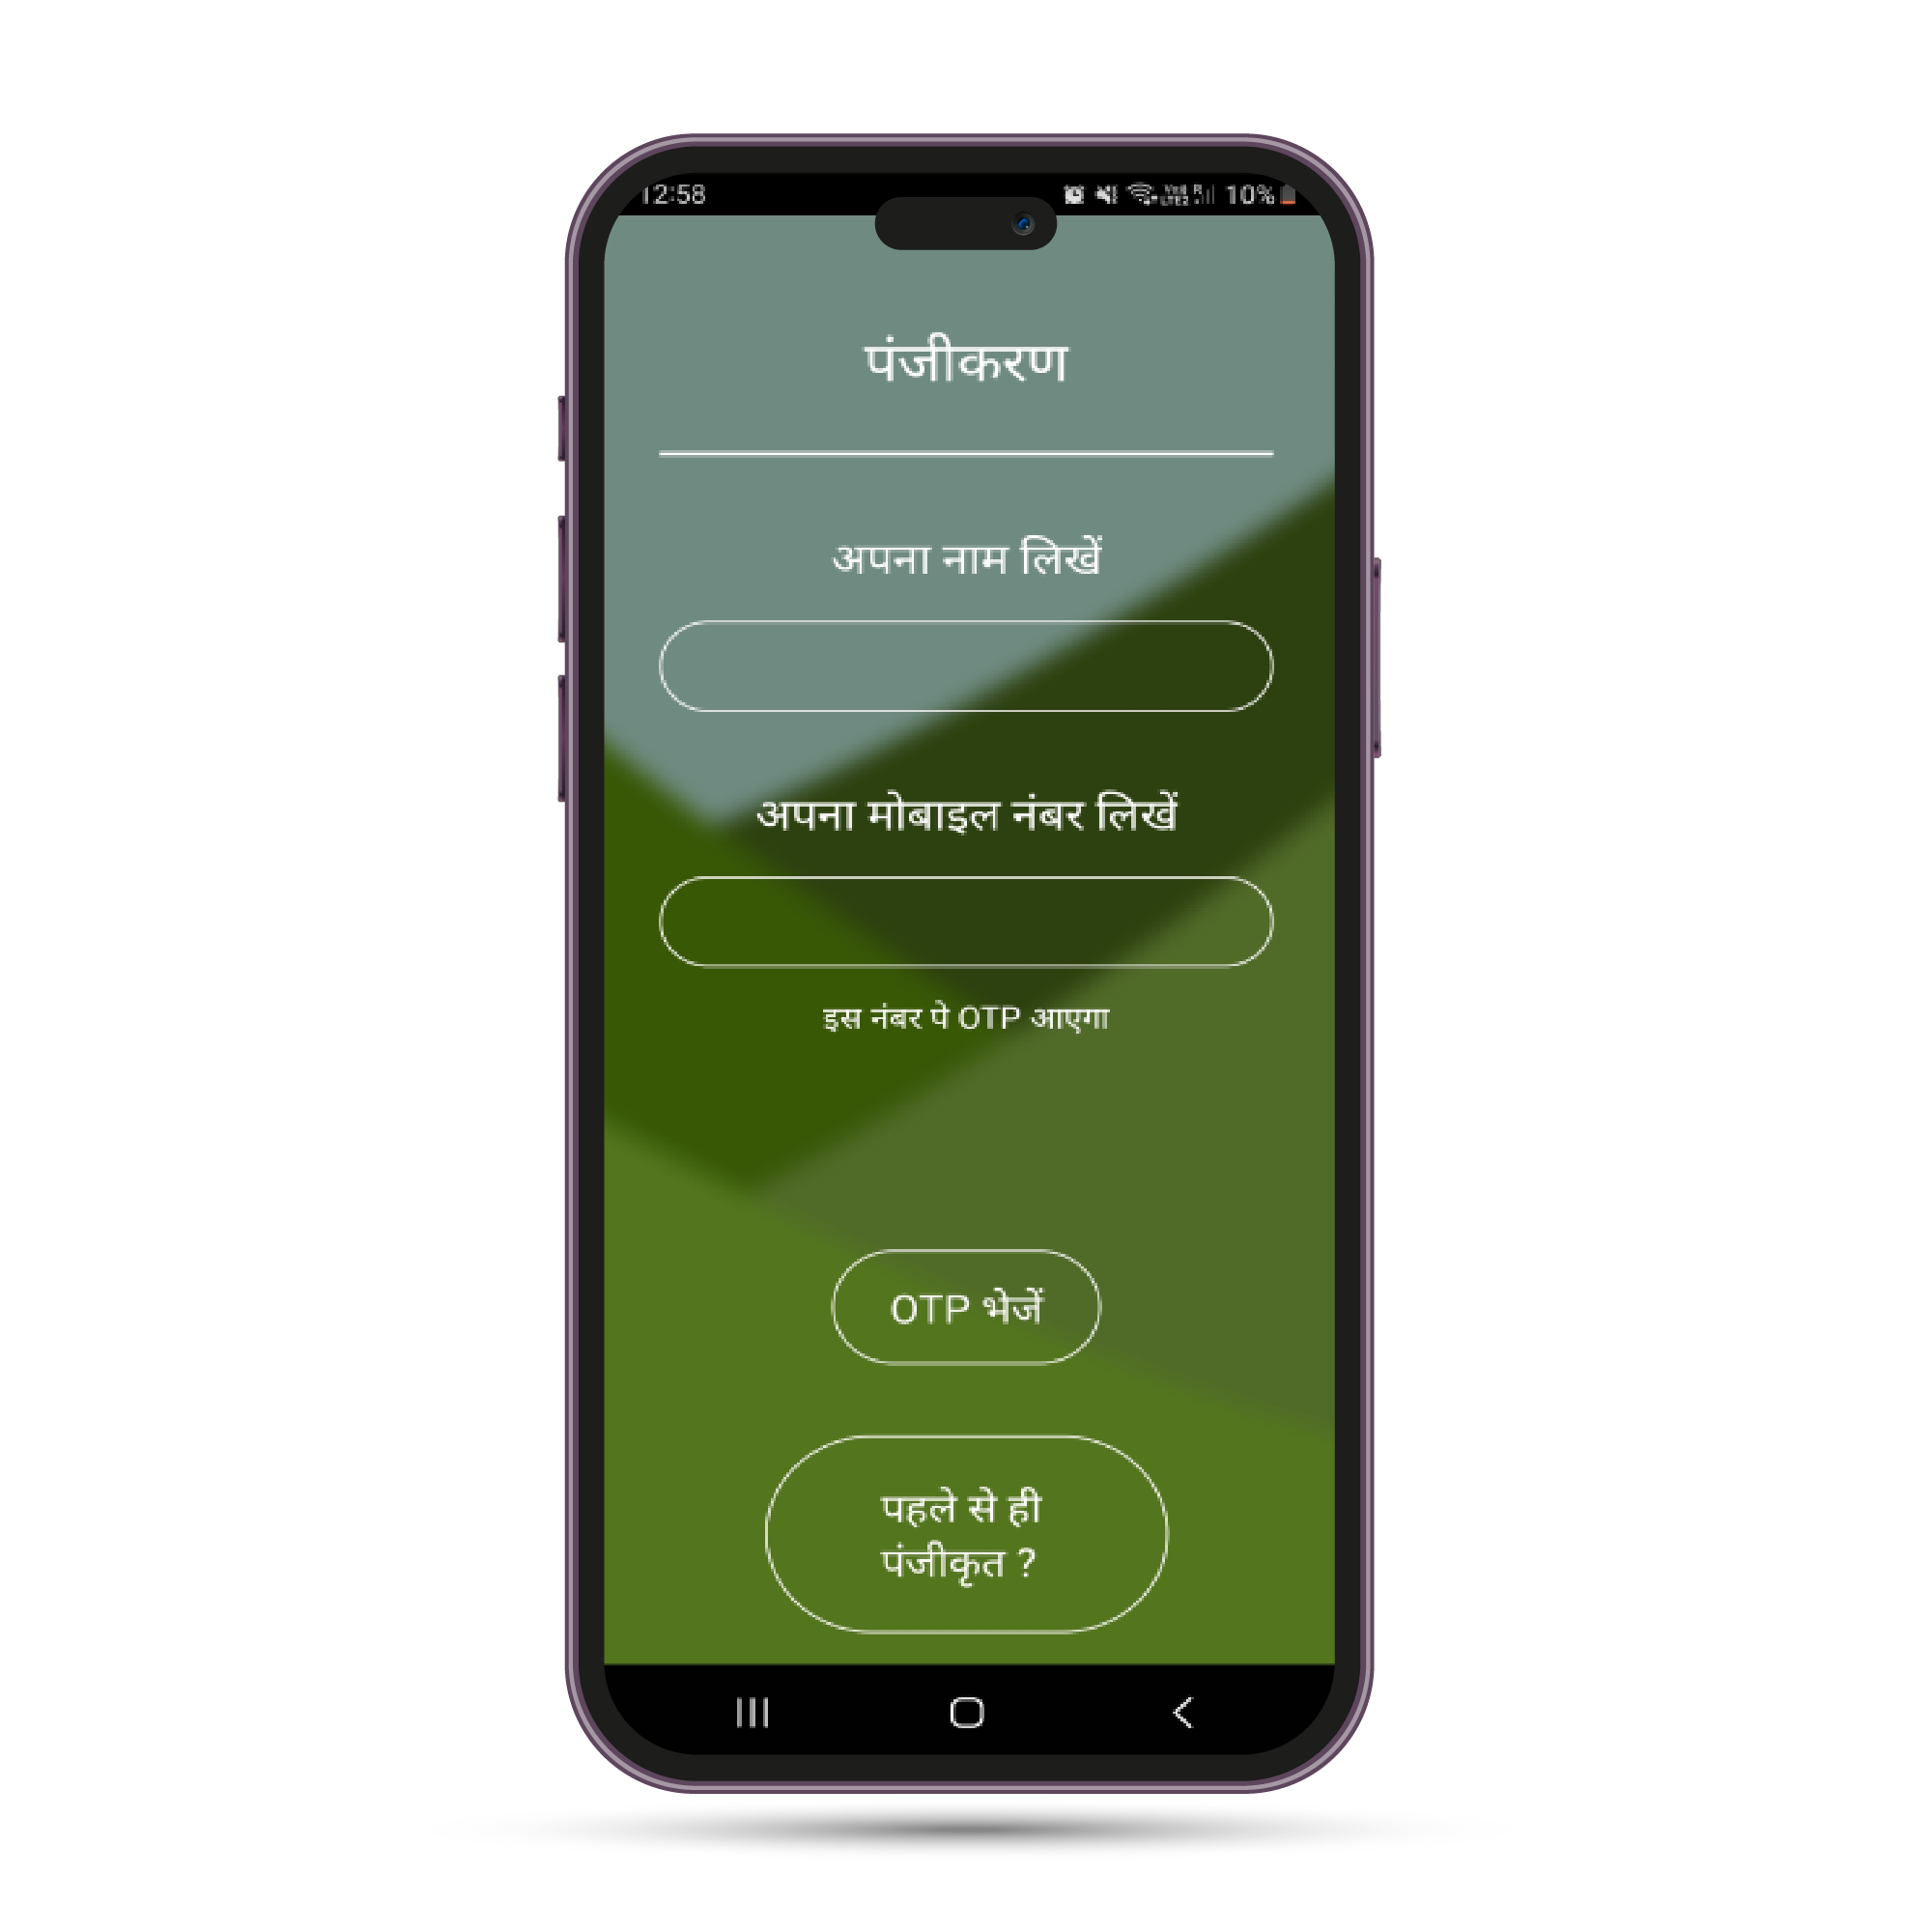 12:58 10%
पंजीकरण
अपना नाम लिखें
अपना मोबाइल नंबर लिखें
इस नंबर पे OTP आएगा
OTP भेजें
पहले से ही
पंजीकृत ?